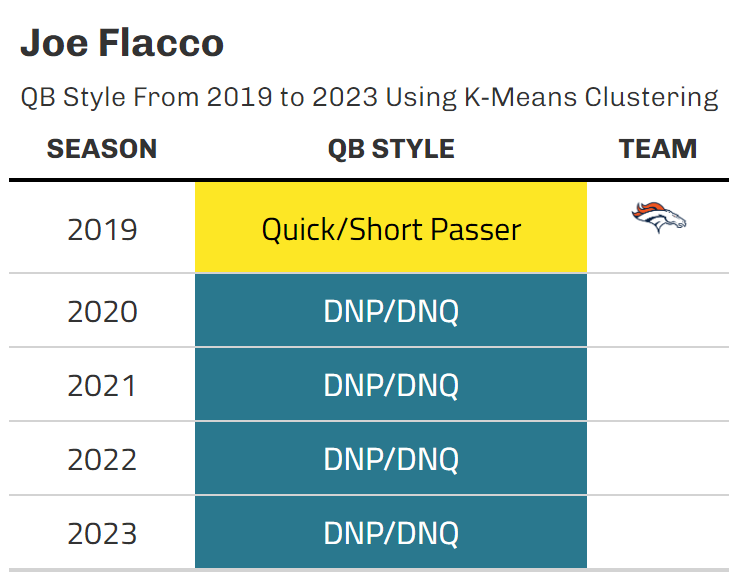 Joe Flacco
QB Style From 2019 to 2023 Using K-Means Clustering
SEASON QB STYLE TEAM
2019 Quick/Short Passer
2020 DNP/DNQ
2021 DNP/DNQ
2022 DNP/DNQ
2023 DNP/DNQ